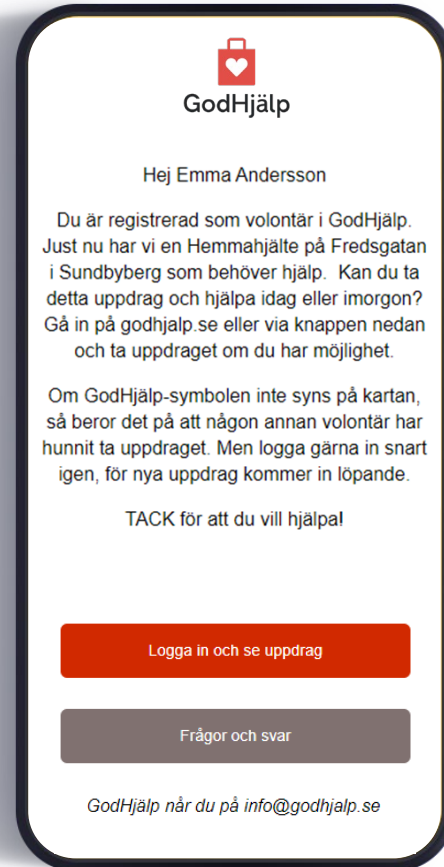 GodHjälp
Hej Emma Andersson
Du är registrerad som volontär i GodHjälp.
Just nu har vi en Hemmahjälte på Fredsgatan
i Sundbyberg som behöver hjälp.  Kan du ta
detta uppdrag och hjälpa idag eller imorgon?
Gå in på godhjalp.se eller via knappen nedan
och ta uppdraget om du har möjlighet.
Om GodHjälp-symbolen inte syns på kartan,
så beror det på att någon annan volontär har
hunnit ta uppdraget. Men logga gärna in snart
igen, för nya uppdrag kommer in löpande.
TACK för att du vill hjälpa!
Logga in och se uppdrag
Frågor och svar
GodHjälp når du på info@godhjalp.se